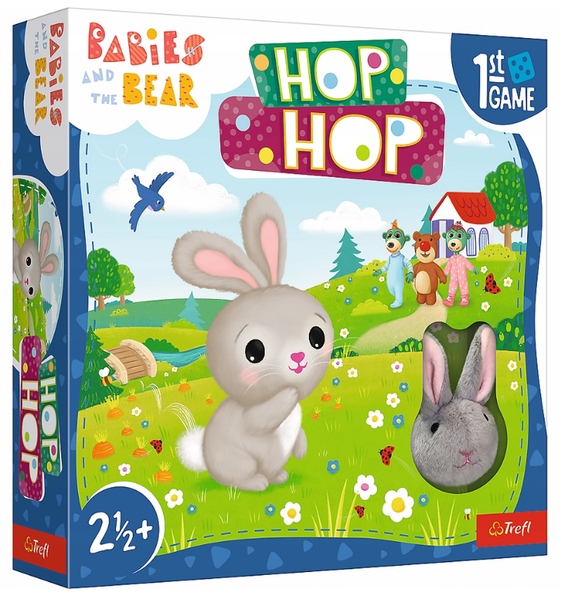 BABIES
AND THE BEAR
HOP
HOP
1st
GAME
BABIES
AND THE BEAR
HOP
HOP
2½+
Trefl
Trefl